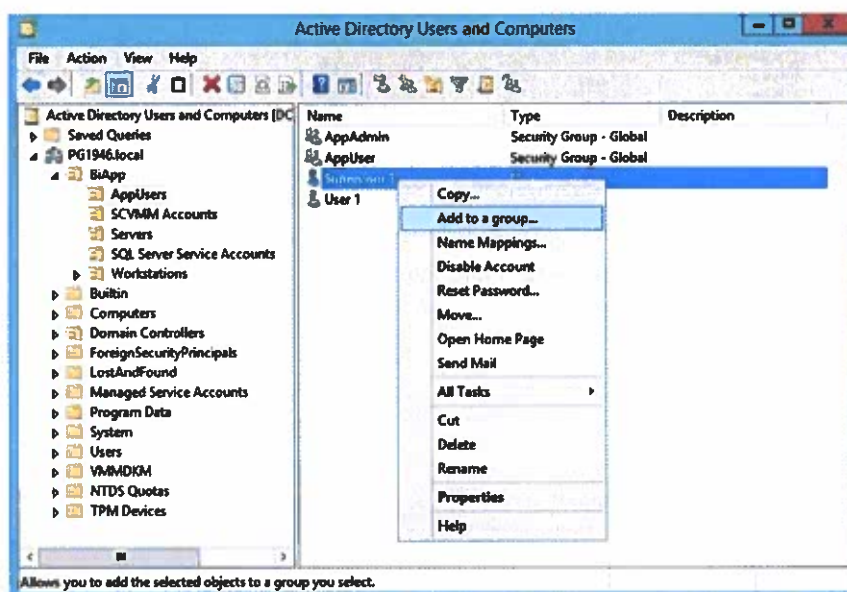 Active Directory Users and Computers
File Action View Help
Active Directory Users and Computers [DC
Saved Queries
PG1946.local
BiApp
AppUsers
SCVMM Accounts
Servers
SQL Server Service Accounts
Workstations
Builtin
Computers
Domain Controllers
ForeignSecurityPrincipals
LostAndFound
Managed Service Accounts
Program Data
System
Users
VMMDKM
NTDS Quotas
TPM Devices
Name Type Description
AppAdmin Security Group - Global
AppUser Security Group - Global
Supervisor 1
User 1
Copy...
Add to a group...
Name Mappings...
Disable Account
Reset Password...
Move...
Open Home Page
Send Mail
All Tasks
Cut
Delete
Rename
Properties
Help
Allows you to add the selected objects to a group you select.